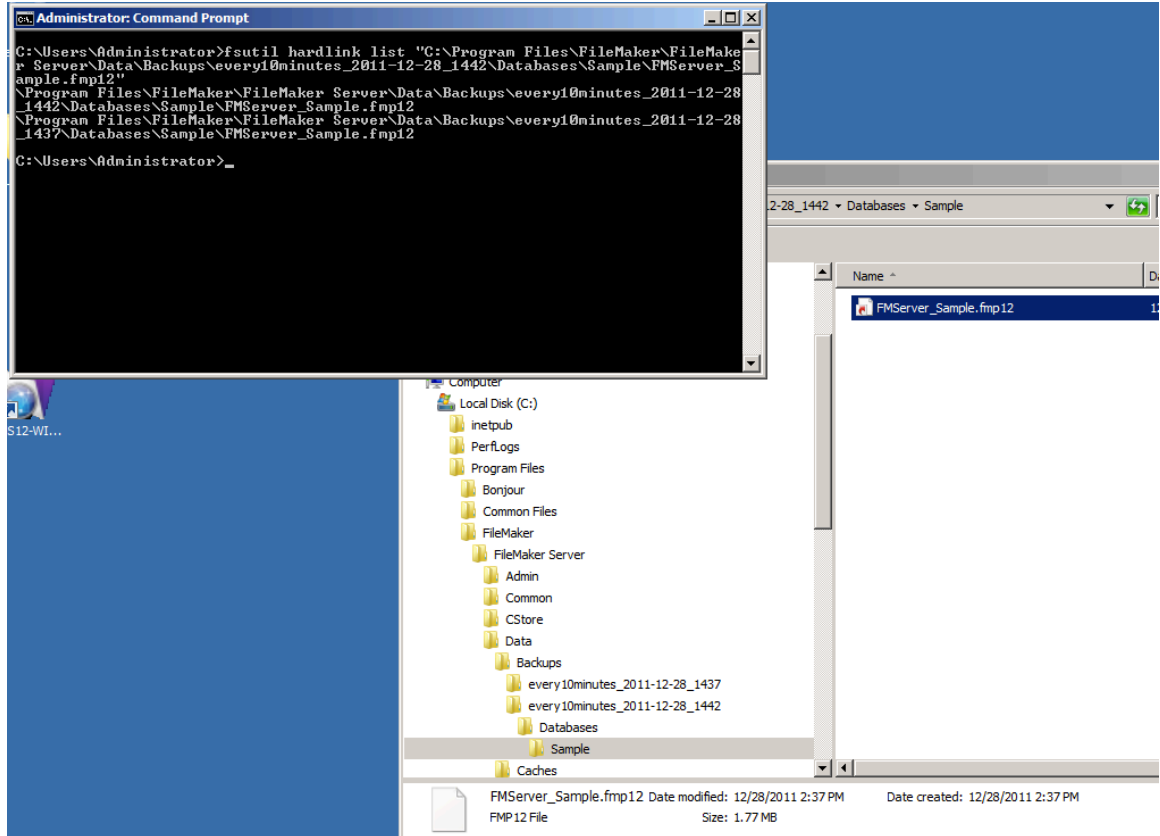 Administrator: Command Prompt
C:\Users\Administrator>fsutil hardlink list "C:\Program Files\FileMaker\FileMake
r Server\Data\Backups\every10minutes_2011-12-28_1442\Databases\Sample\FMServer_S
ample.fmp12"
\Program Files\FileMaker\FileMaker Server\Data\Backups\every10minutes_2011-12-28
_1442\Databases\Sample\FMServer_Sample.fmp12
\Program Files\FileMaker\FileMaker Server\Data\Backups\every10minutes_2011-12-28
_1437\Databases\Sample\FMServer_Sample.fmp12
C:\Users\Administrator>_
2-28_1442 Databases Sample
Name
FMServer_Sample.fmp12
Computer
Local Disk (C:)
inetpub
PerfLogs
Program Files
Bonjour
Common Files
FileMaker
FileMaker Server
Admin
Common
CStore
Data
Backups
every10minutes_2011-12-28_1437
every10minutes_2011-12-28_1442
Databases
Sample
Caches
S12-WI...
FMServer_Sample.fmp12 Date modified: 12/28/2011 2:37 PM Date created: 12/28/2011 2:37 PM
FMP12 File Size: 1.77 MB